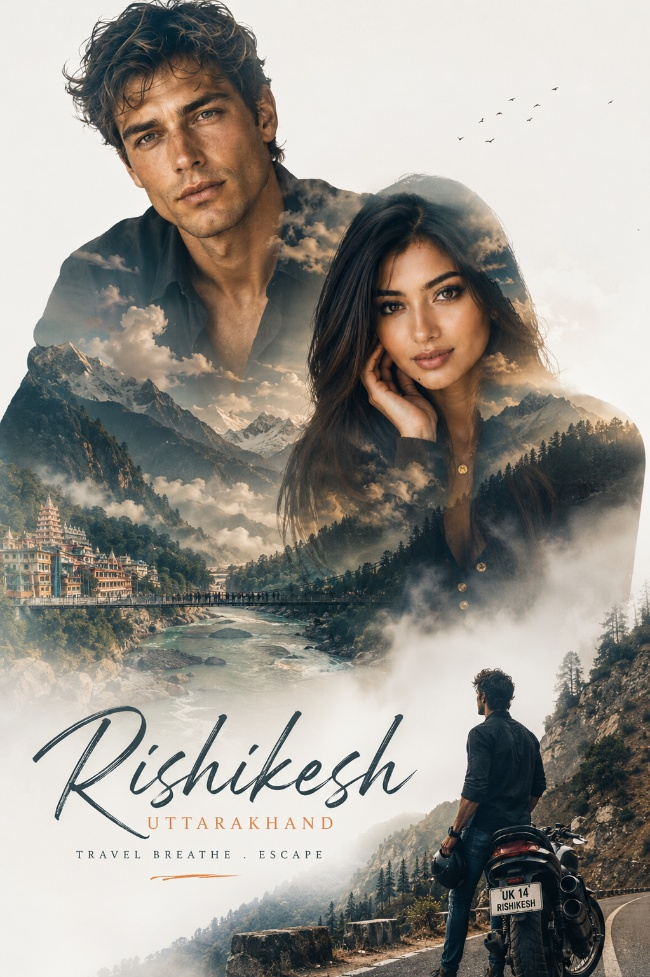 Rishikesh
UTTARAKHAND
TRAVEL BREATHE . ESCAPE
UK 14
RISHIKESH